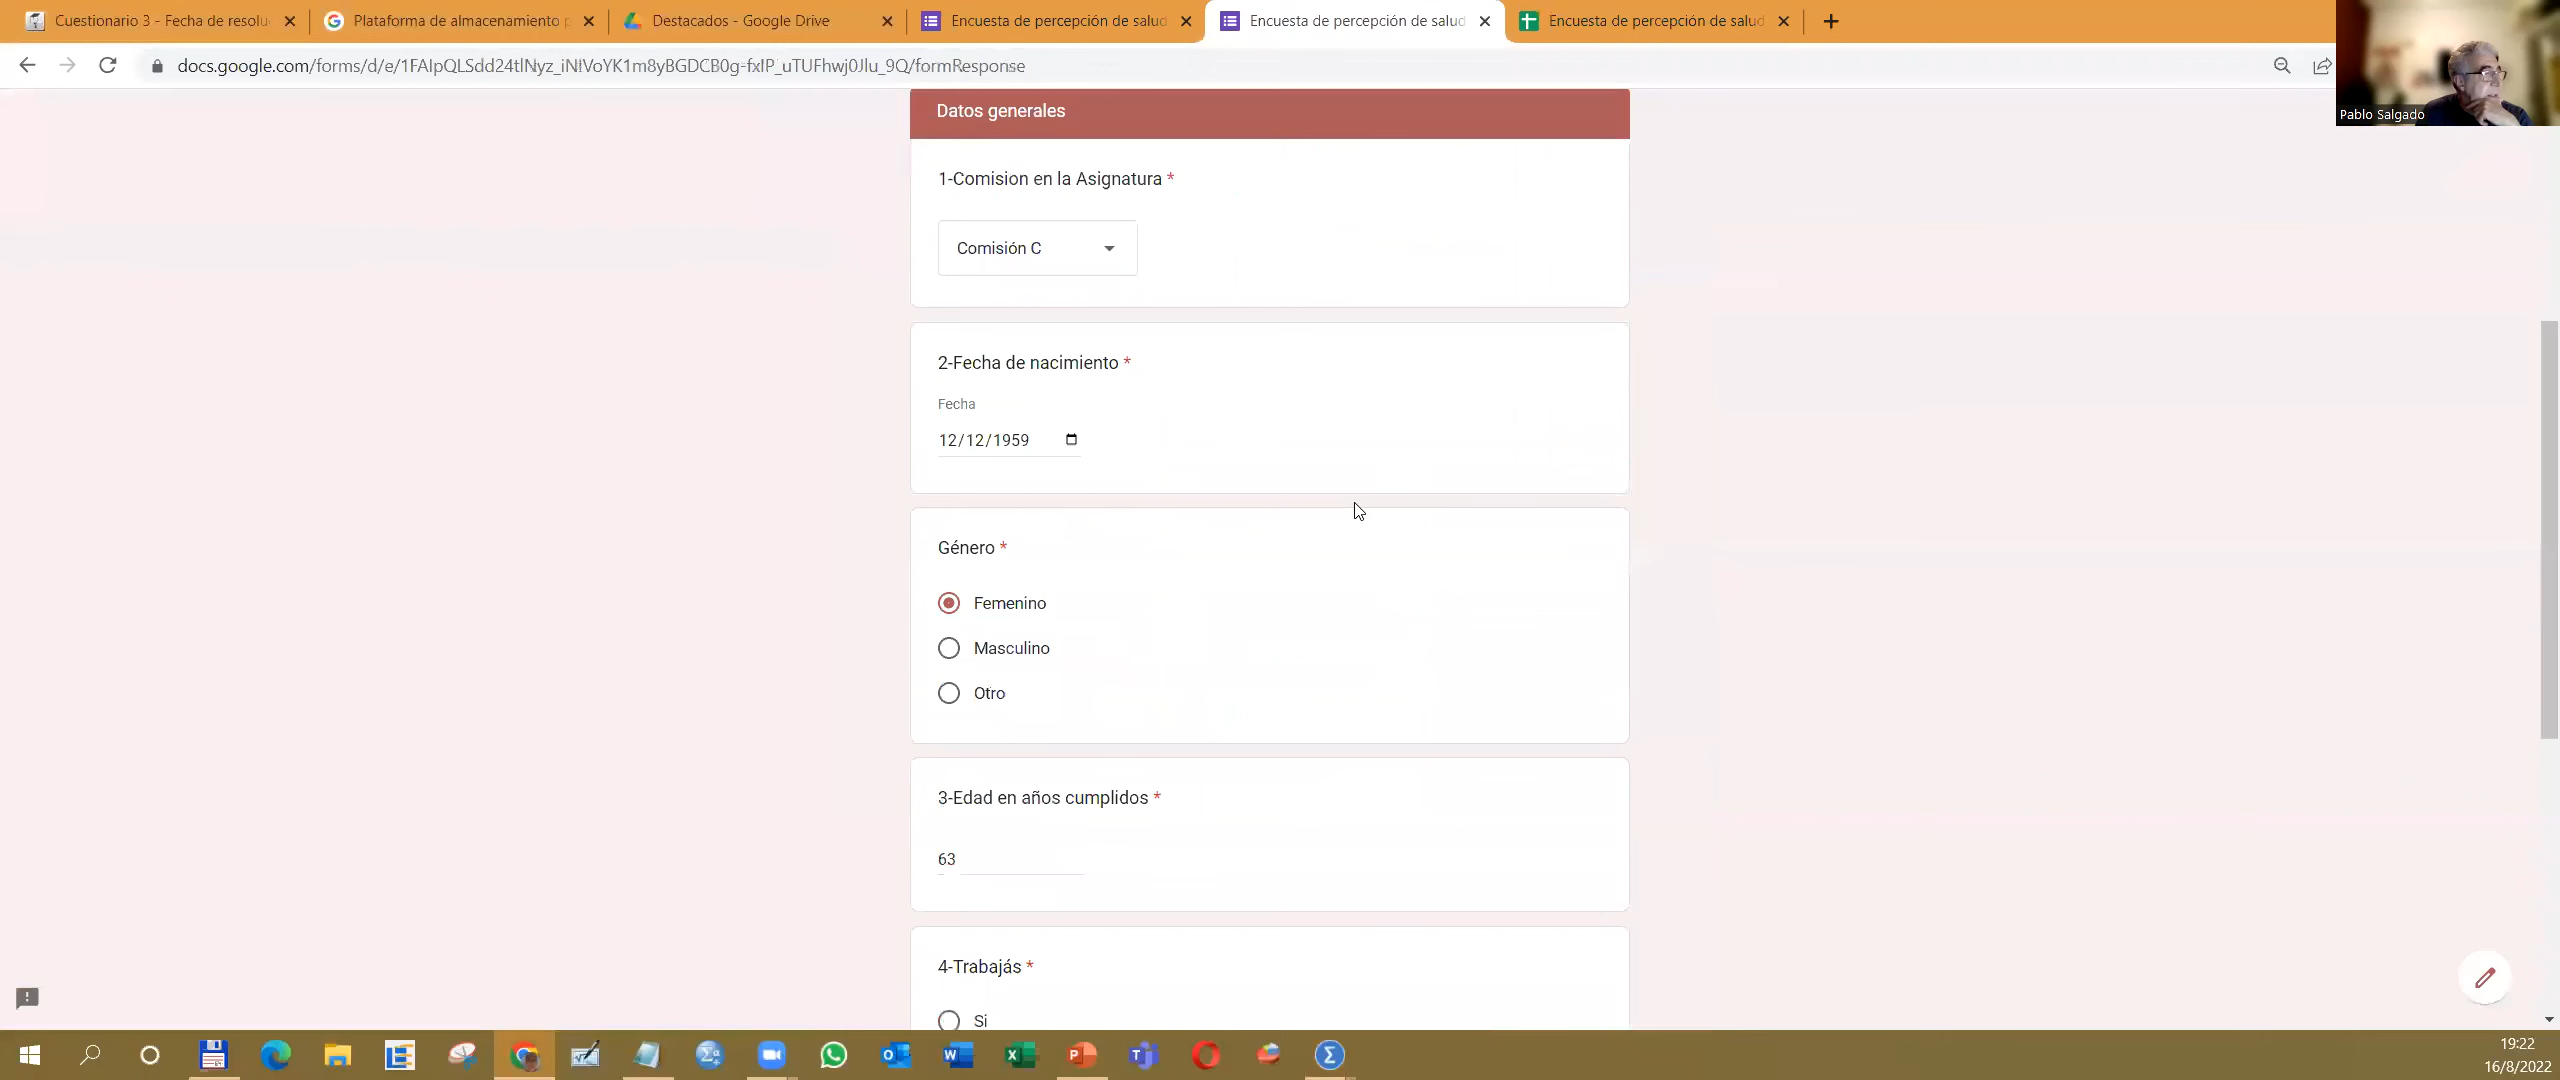 Cuestionario 3 - Fecha de resolu
Plataforma de almacenamiento p
Destacados - Google Drive
Encuesta de percepción de salud
Encuesta de percepción de salud
Encuesta de percepción de salud
docs.google.com/forms/d/e/1FAIpQLSdd24tlNyz_iNIVoYK1m8yBGDCB0g-fxIP_uTUFhwj0Jlu_9Q/formResponse
Pablo Salgado
Datos generales
1-Comision en la Asignatura *
Comisión C
2-Fecha de nacimiento *
Fecha
12/12/1959
Género *
Femenino
Masculino
Otro
3-Edad en años cumplidos *
63
4-Trabajás *
Si
19:22
16/8/2022